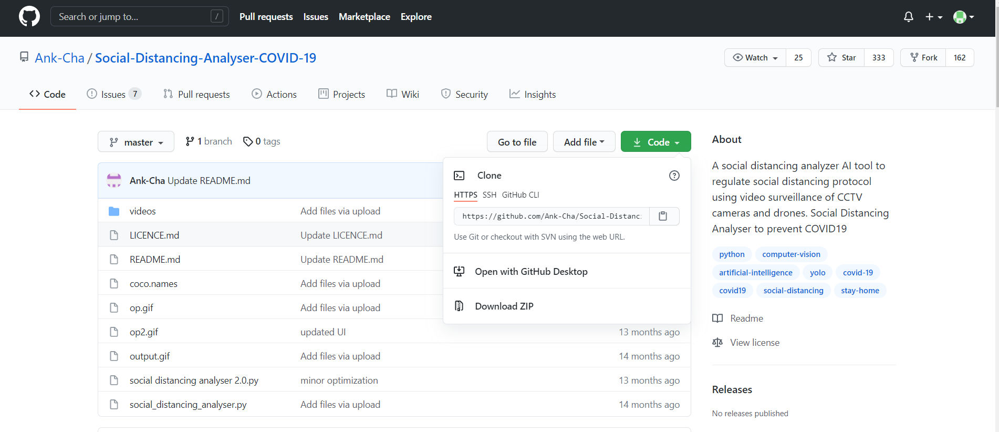 Search or jump to... /
Pull requests Issues Marketplace Explore
Ank-Cha / Social-Distancing-Analyser-COVID-19
Watch 25 Star 333 Fork 162
Code Issues 7 Pull requests Actions Projects Wiki Security Insights
master 1 branch 0 tags
Go to file Add file Code
Ank-Cha Update README.md
videos Add files via upload
LICENCE.md Update LICENCE.md
README.md Update README.md
coco.names Add files via upload
op.gif Add files via upload
op2.gif updated UI 13 months ago
output.gif Add files via upload 14 months ago
social distancing analyser 2.0.py minor optimization 13 months ago
social_distancing_analyser.py Add files via upload 14 months ago
Clone
HTTPS SSH GitHub CLI
https://github.com/Ank-Cha/Social-Distanc
Use Git or checkout with SVN using the web URL.
Open with GitHub Desktop
Download ZIP
About
A social distancing analyzer AI tool to
regulate social distancing protocol
using video surveillance of CCTV
cameras and drones. Social Distancing
Analyser to prevent COVID19
python computer-vision
artificial-intelligence yolo covid-19
covid19 social-distancing stay-home
Readme
View license
Releases
No releases published